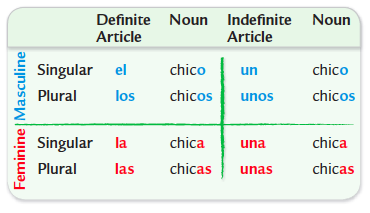 Definite Article Noun Indefinite Article Noun
Masculine
Singular el chico un chico
Plural los chicos unos chicos
Feminine
Singular la chica una chica
Plural las chicas unas chicas